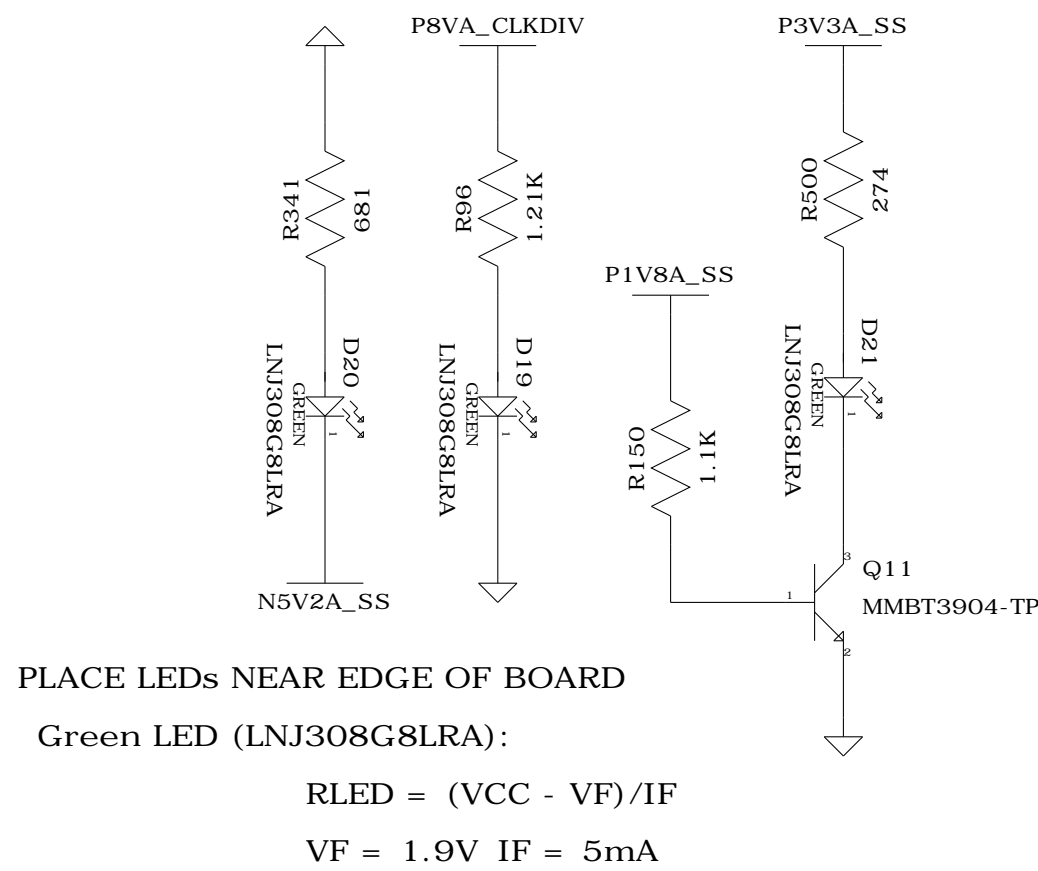 P8VA_CLKDIV
P3V3A_SS
R341
681
R96
1.21K
R500
274
P1V8A_SS
D20
LNJ308G8LRA
GREEN
1
D19
LNJ308G8LRA
GREEN
1
D21
LNJ308G8LRA
GREEN
1
R150
1.1K
N5V2A_SS
3
Q11
1
MMBT3904-TP
2
PLACE LEDs NEAR EDGE OF BOARD
Green LED (LNJ308G8LRA):
RLED = (VCC - VF)/IF
VF = 1.9V IF = 5mA